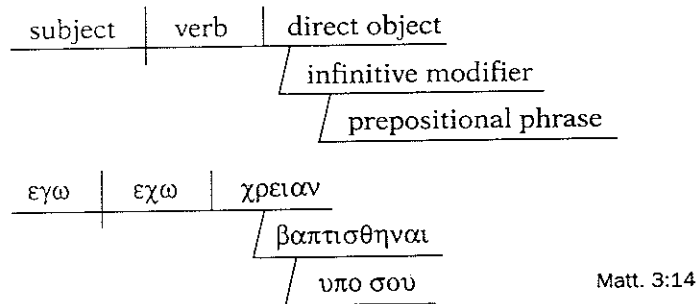 subject verb direct object
infinitive modifier
prepositional phrase
εγω εχω χρειαν
βαπτισθηναι
υπο σου Matt. 3:14